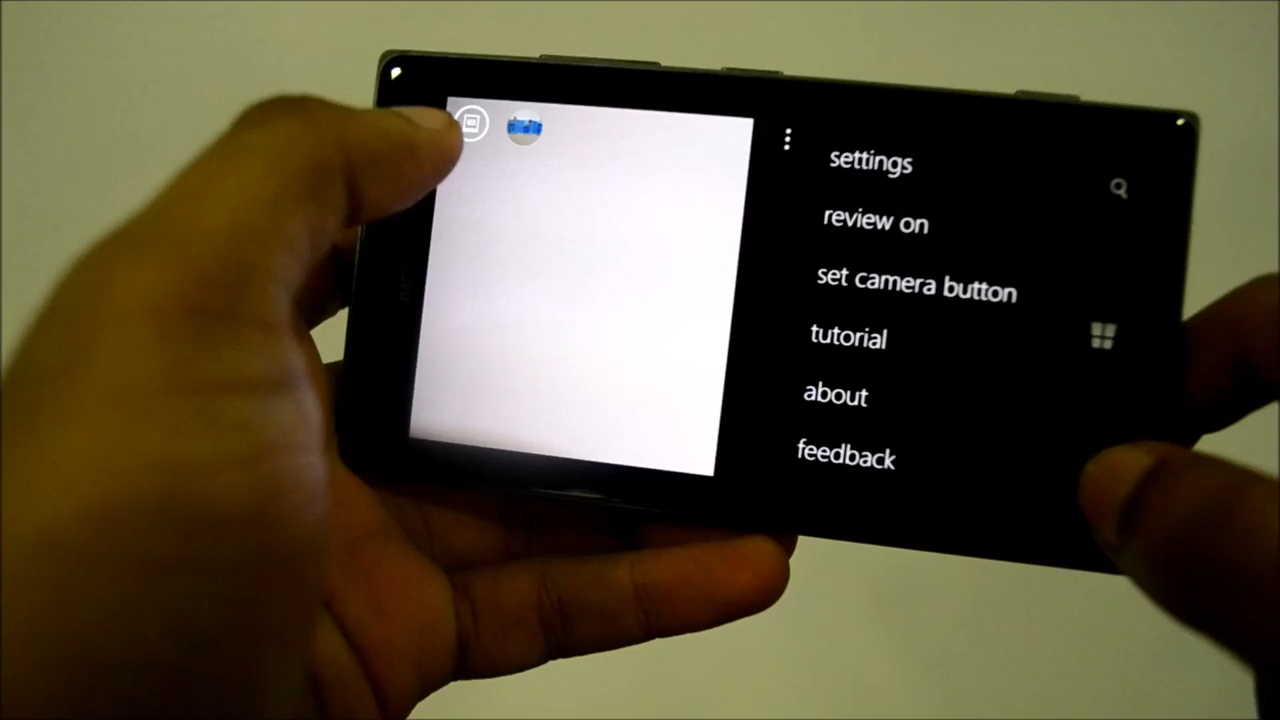 settings
review on
set camera button
tutorial
about
feedback